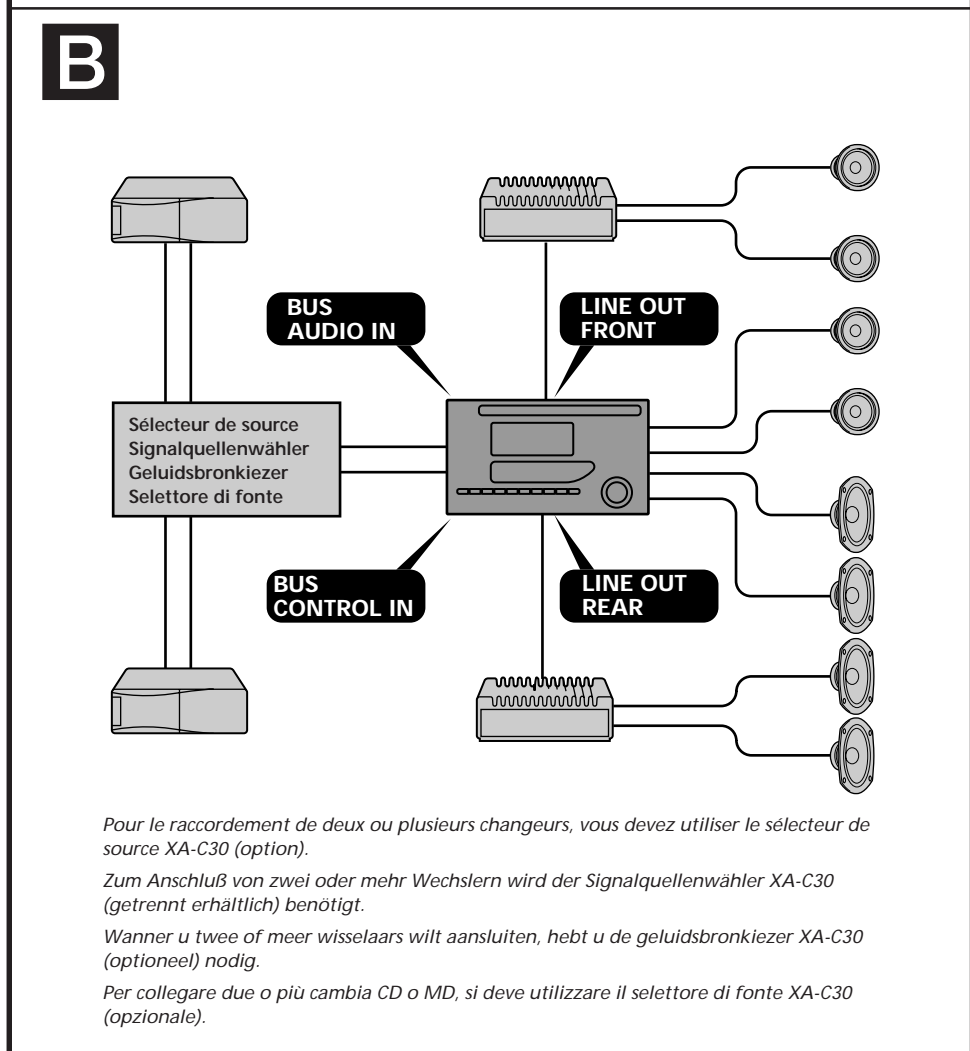 B
BUS
AUDIO IN
LINE OUT
FRONT
Sélecteur de source
Signalquellenwähler
Geluidsbronkiezer
Selettore di fonte
BUS
CONTROL IN
LINE OUT
REAR
Pour le raccordement de deux ou plusieurs changeurs, vous devez utiliser le sélecteur de
source XA-C30 (option).
Zum Anschluß von zwei oder mehr Wechslern wird der Signalquellenwähler XA-C30
(getrennt erhältlich) benötigt.
Wanner u twee of meer wisselaars wilt aansluiten, hebt u de geluidsbronkiezer XA-C30
(optioneel) nodig.
Per collegare due o più cambia CD o MD, si deve utilizzare il selettore di fonte XA-C30
(opzionale).